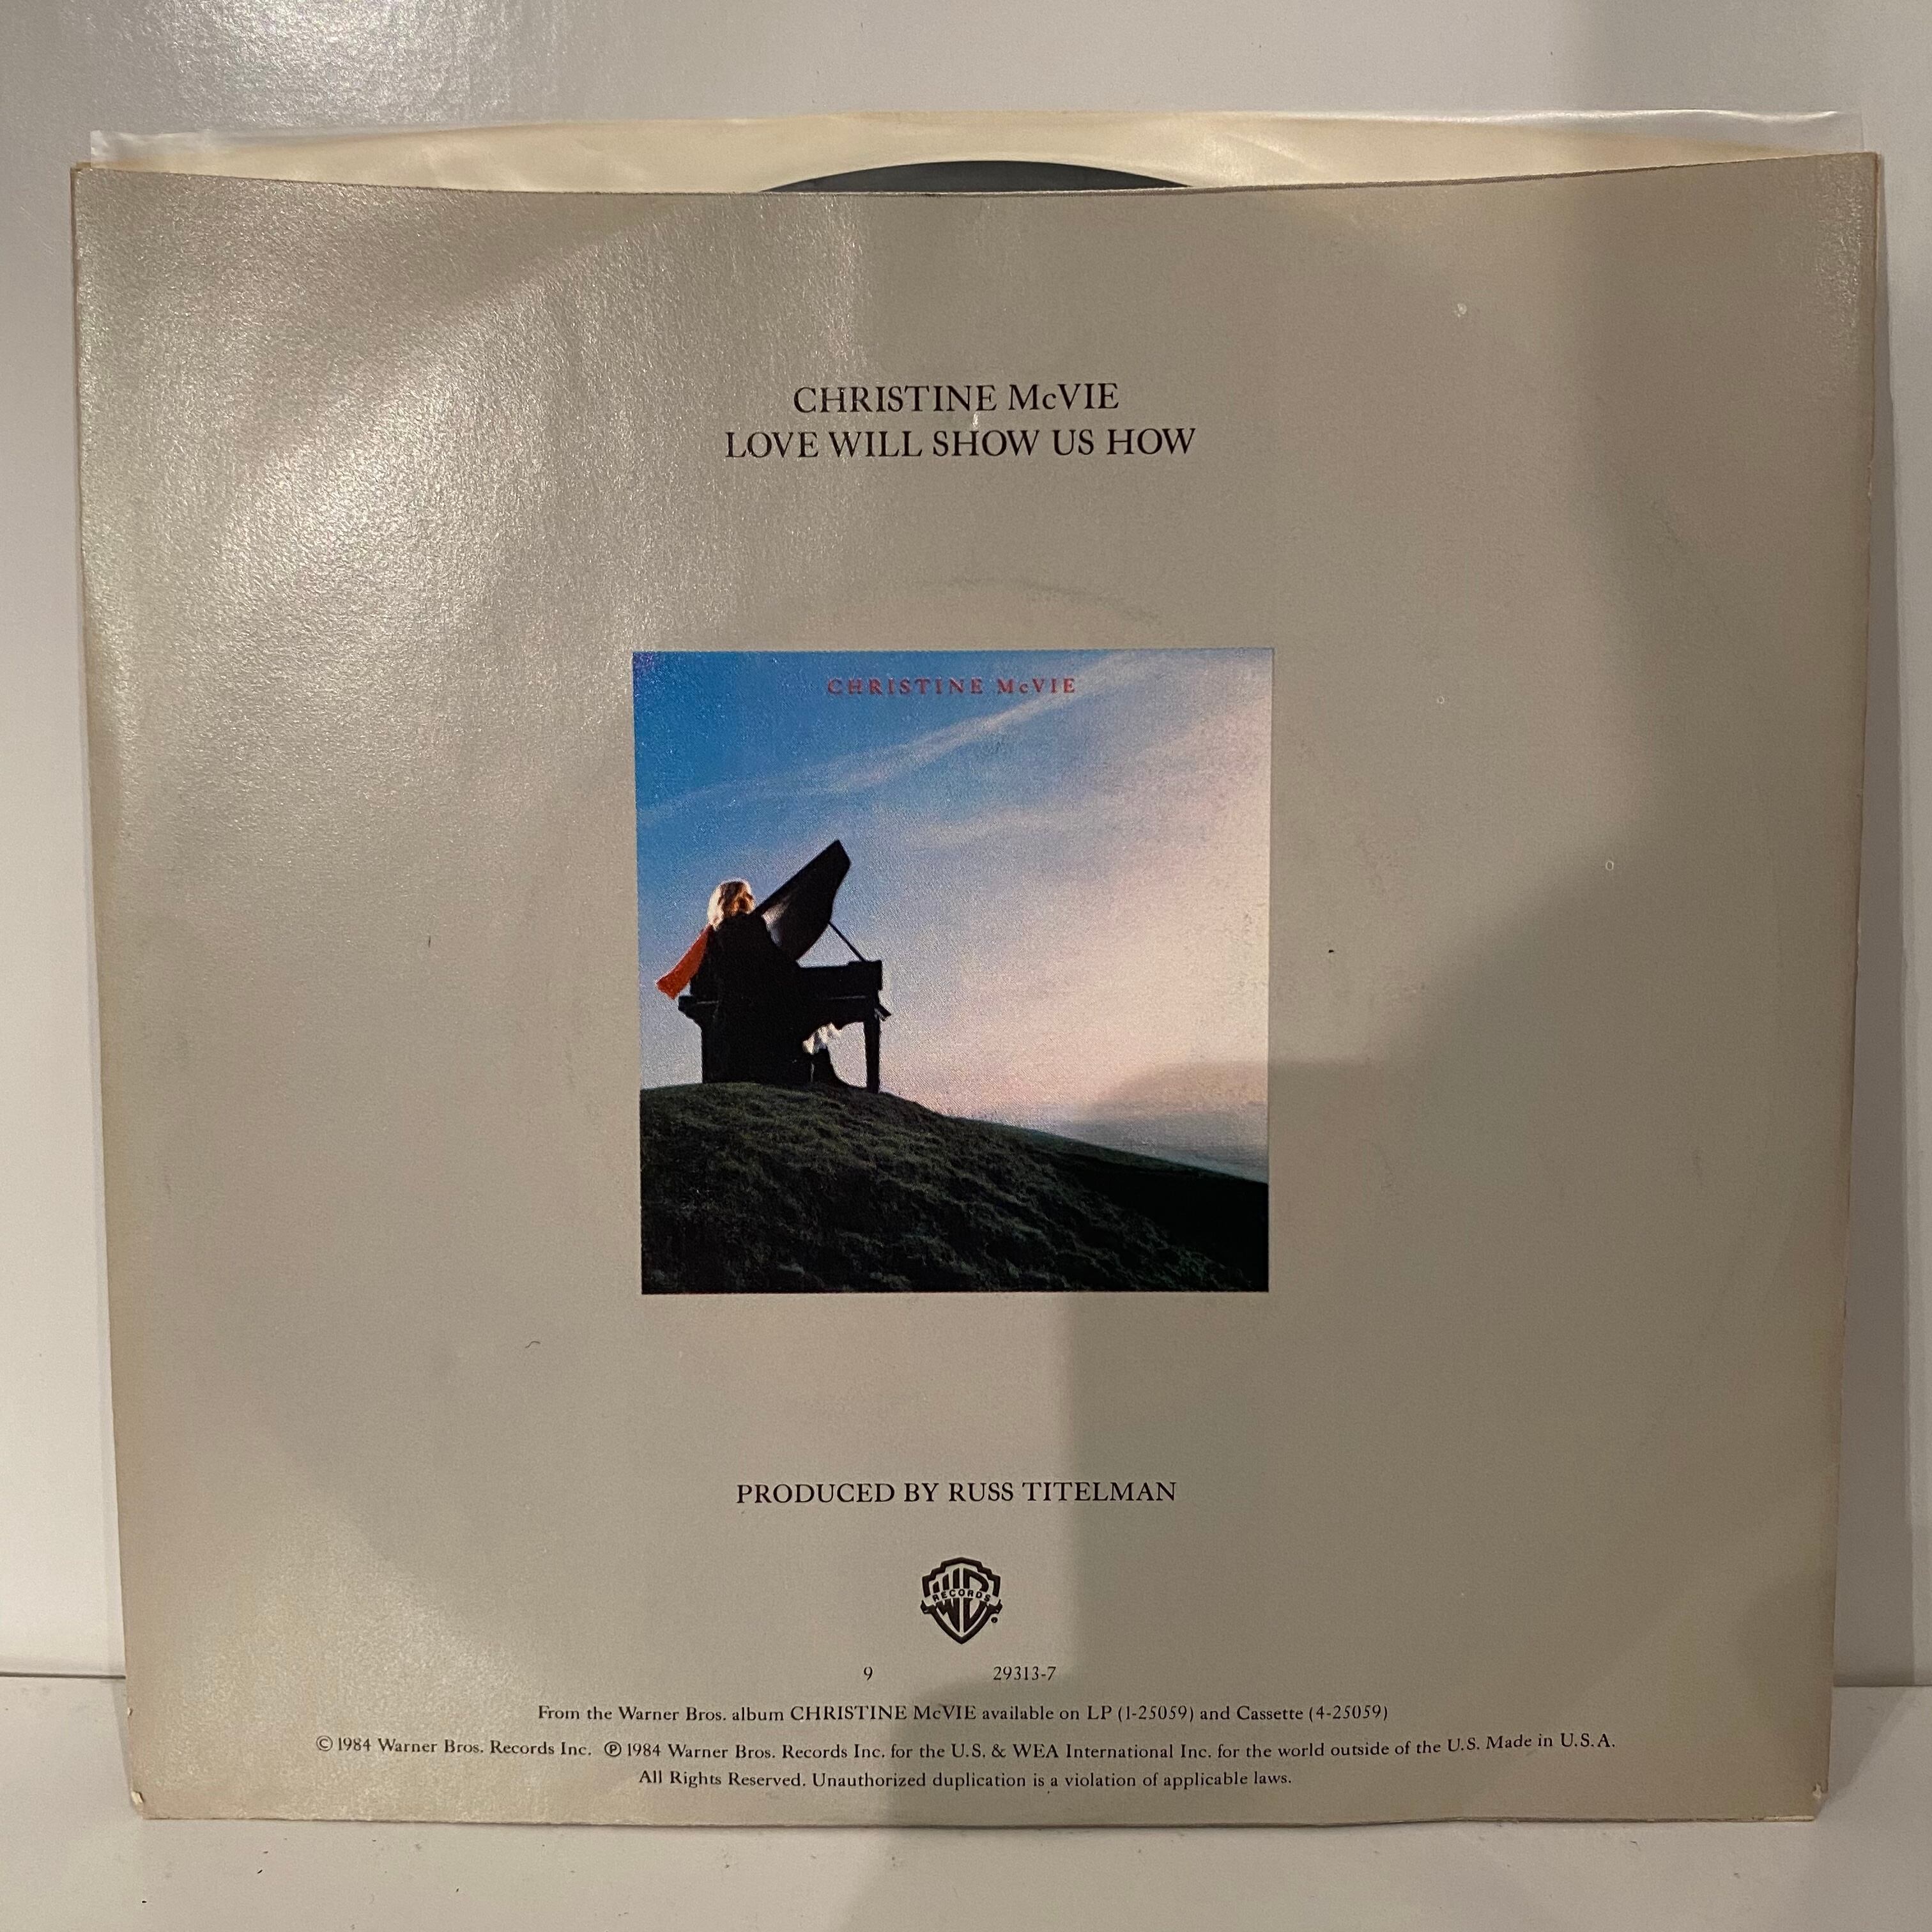 CHRISTINE McVIE
LOVE WILL SHOW US HOW
CHRISTINE McVIE
PRODUCED BY RUSS TITELMAN
RECORDS
9 29313-7
From the Warner Bros. album CHRISTINE McVIE available on LP (1-25059) and Cassette (4-25059)
© 1984 Warner Bros. Records Inc. ℗ 1984 Warner Bros. Records Inc. for the U.S. & WEA International Inc. for the world outside of the U.S. Made in U.S.A.
All Rights Reserved. Unauthorized duplication is a violation of applicable laws.